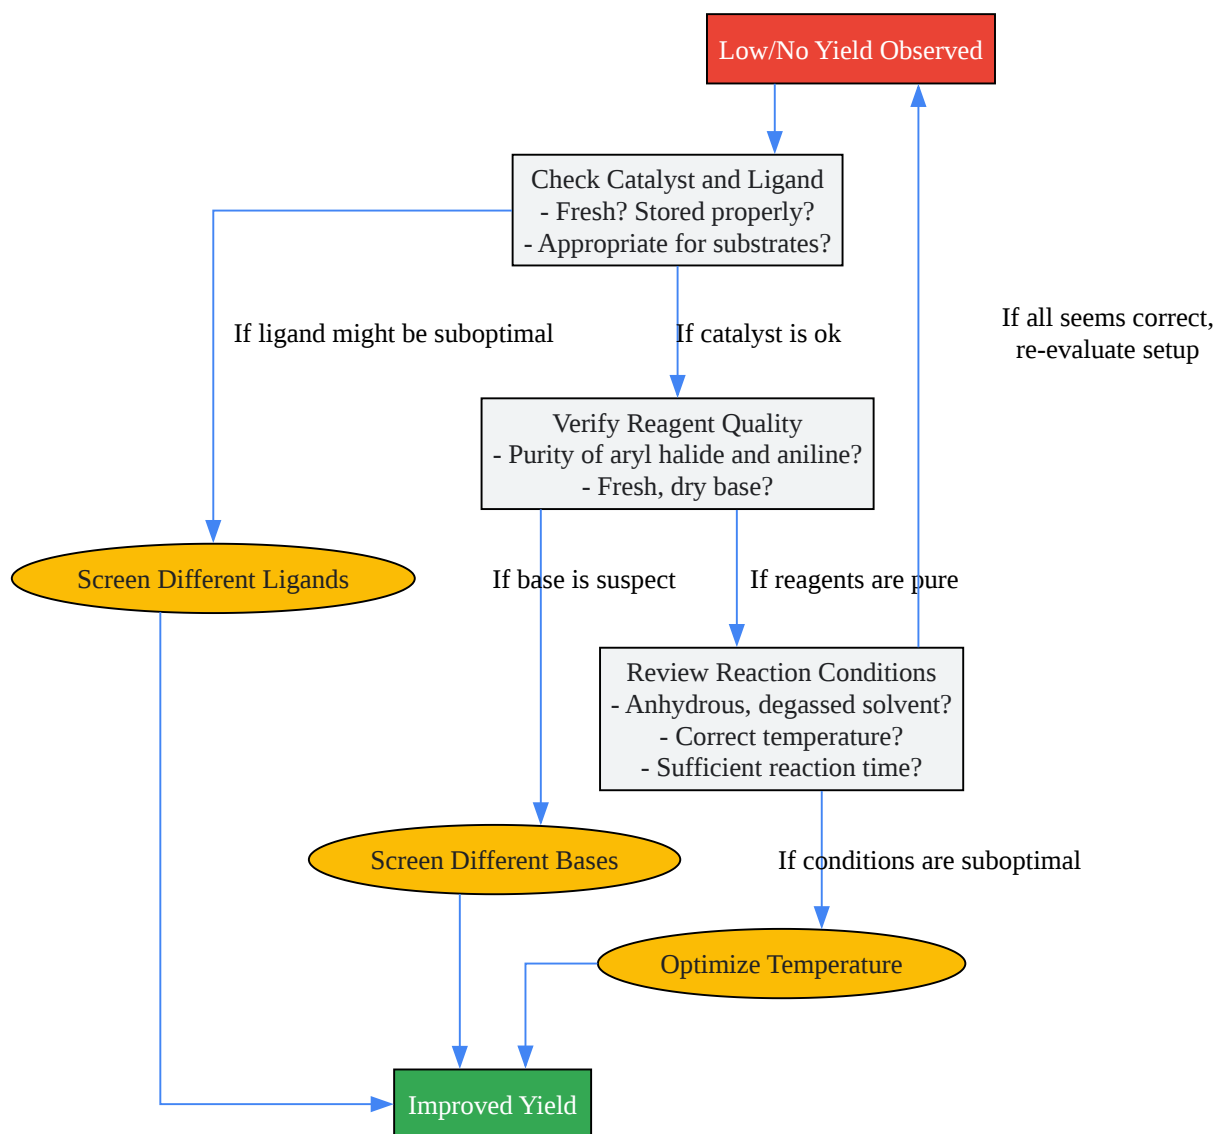 Low/No Yield Observed
Check Catalyst and Ligand
- Fresh? Stored properly?
- Appropriate for substrates?
If ligand might be suboptimal
If catalyst is ok
If all seems correct,
re-evaluate setup
Verify Reagent Quality
- Purity of aryl halide and aniline?
- Fresh, dry base?
Screen Different Ligands
If base is suspect
If reagents are pure
Review Reaction Conditions
- Anhydrous, degassed solvent?
- Correct temperature?
- Sufficient reaction time?
Screen Different Bases
If conditions are suboptimal
Optimize Temperature
Improved Yield